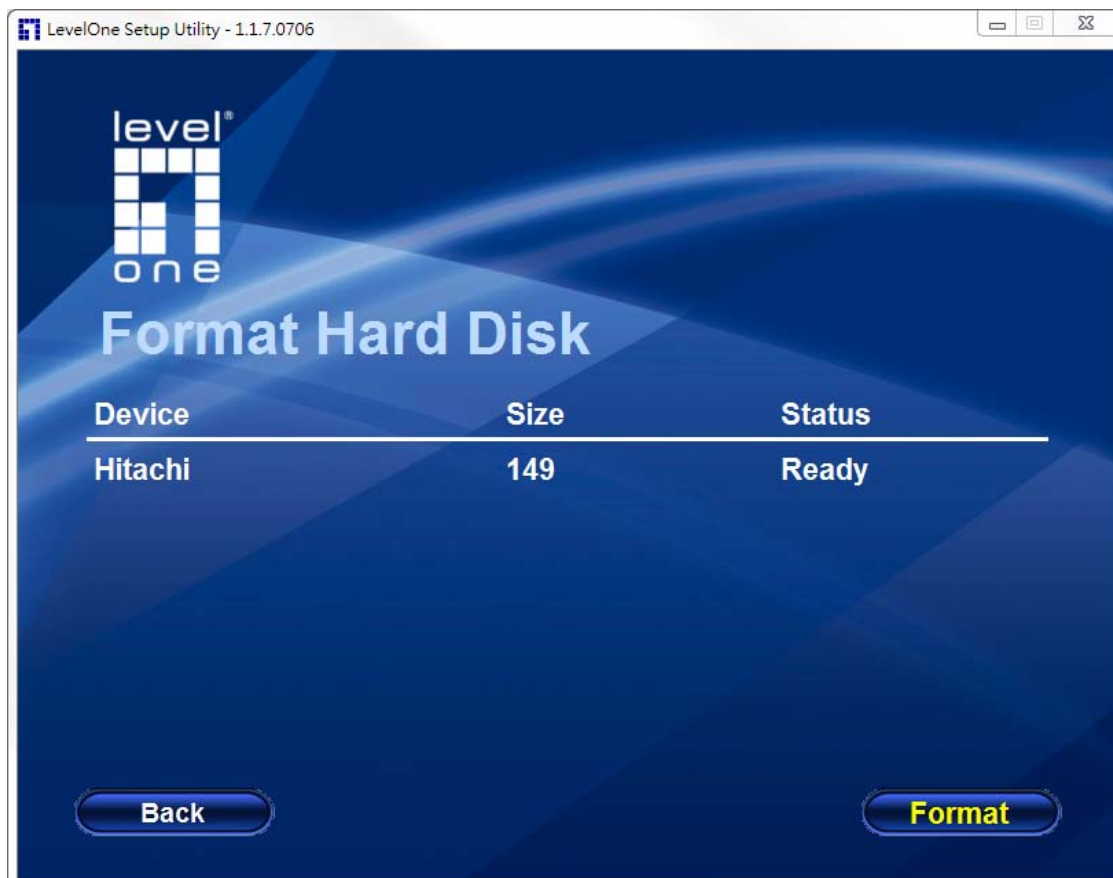 LevelOne Setup Utility - 1.1.7.0706
level®
one
Format Hard Disk
Device Size Status
Hitachi 149 Ready
Back Format